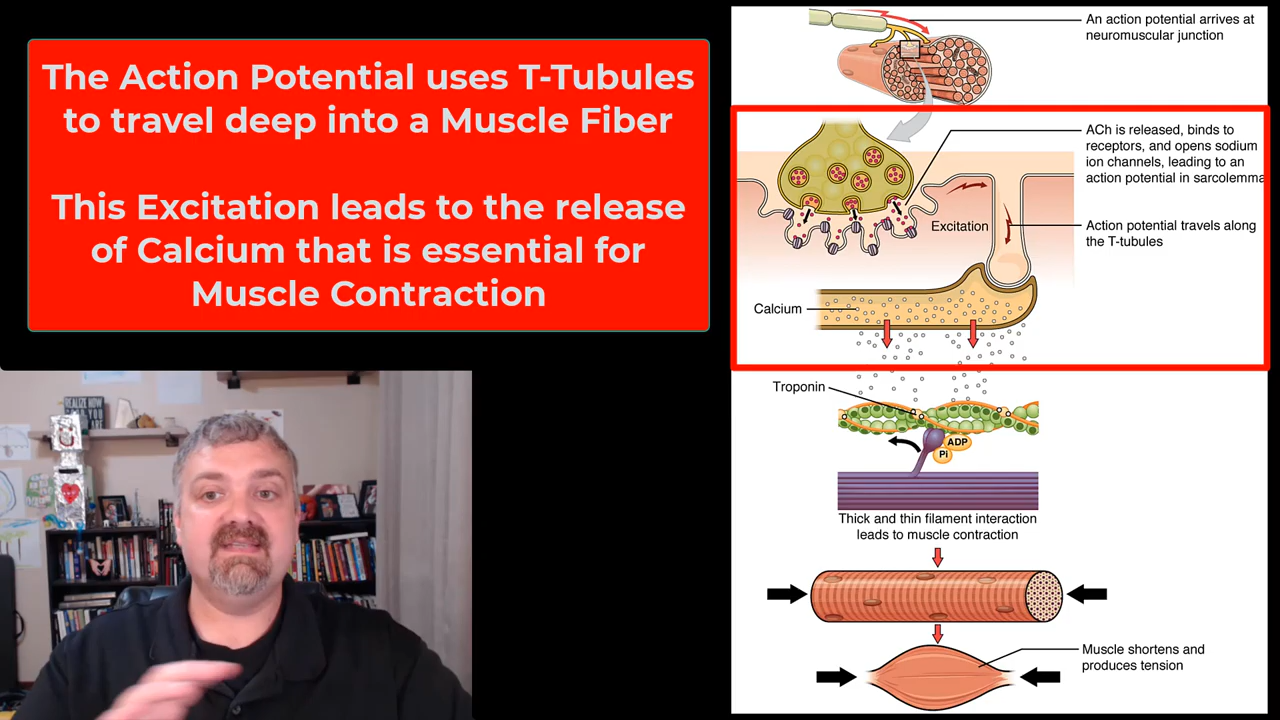 The Action Potential uses T-Tubules
to travel deep into a Muscle Fiber
This Excitation leads to the release
of Calcium that is essential for
Muscle Contraction
An action potential arrives at
neuromuscular junction
ACh is released, binds to
receptors, and opens sodium
ion channels, leading to an
action potential in sarcolemma
Excitation
Action potential travels along
the T-tubules
Calcium
Troponin
ADP
Pi
Thick and thin filament interaction
leads to muscle contraction
Muscle shortens and
produces tension
REALIZE HOW